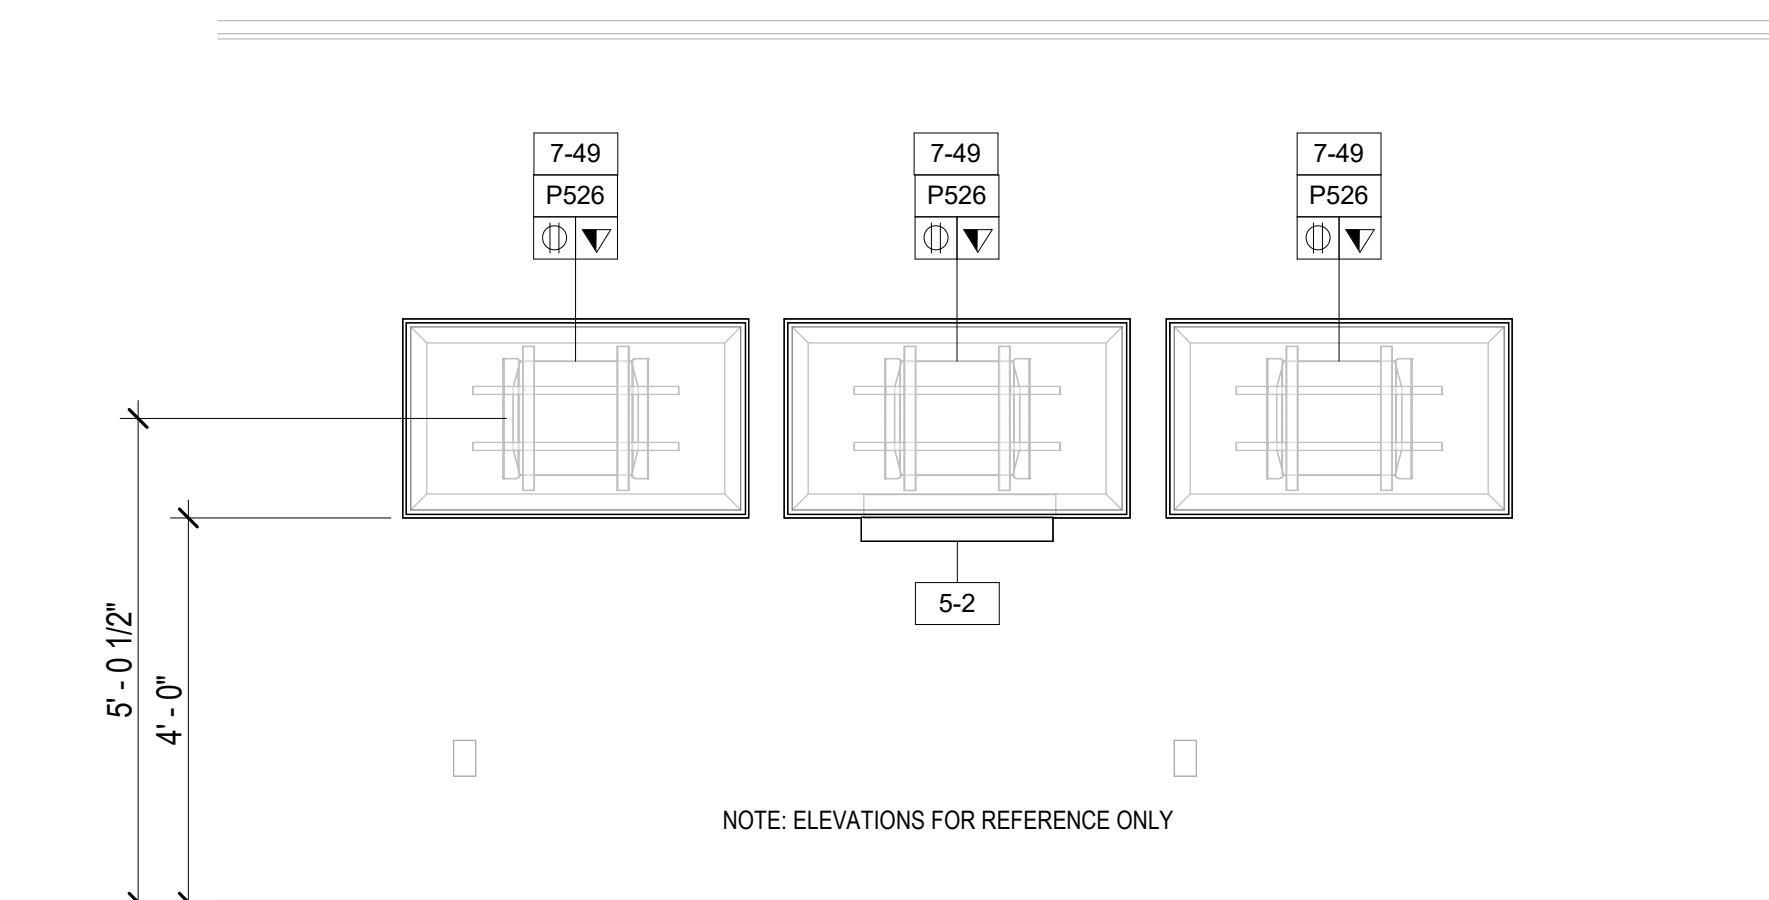 7-49
P526
7-49
P526
7-49
P526
5-2
5' - 0 1/2"
4' - 0"
NOTE: ELEVATIONS FOR REFERENCE ONLY